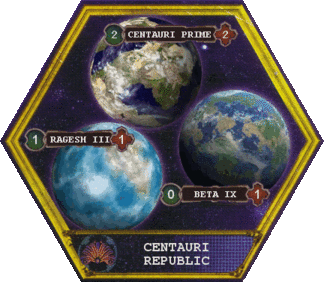 2 CENTAURI PRIME 2
1 RAGESH III 1
0 BETA IX 1
CENTAURI
REPUBLIC